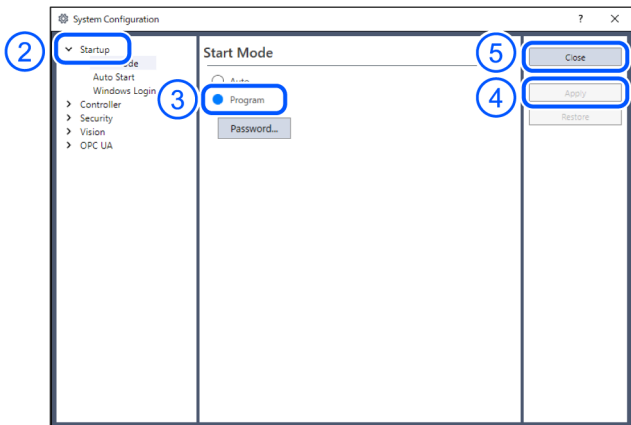 System Configuration
?
2
Startup
Auto Start
Windows Login
Controller
Security
Vision
OPC UA
Start Mode
Auto
3
Program
Password...
5
Close
4
Apply
Restore